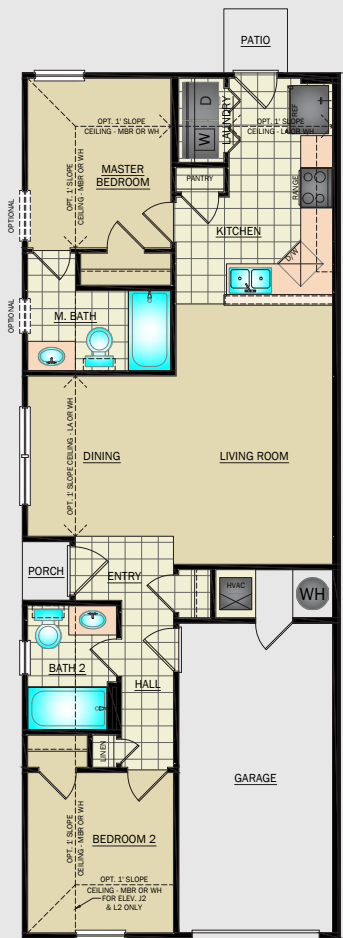 PATIO
D
W
LAUNDRY
REF
OPT. 1' SLOPE
CEILING - MBR OR WH
OPT. 1' SLOPE
CEILING - LA OR WH
MASTER
BEDROOM
OPT. 1' SLOPE
CEILING - MBR OR WH
OPTIONAL
PANTRY
RANGE
KITCHEN
D/W
OPTIONAL
M. BATH
DINING
LIVING ROOM
OPT. 1' SLOPE CEILING - LA OR WH
PORCH
ENTRY
HVAC
WH
BATH 2
HALL
LINEN
GARAGE
BEDROOM 2
OPT. 1' SLOPE
CEILING - MBR OR WH
OPT. 1' SLOPE
CEILING - MBR OR WH
FOR ELEV. J2
& L2 ONLY